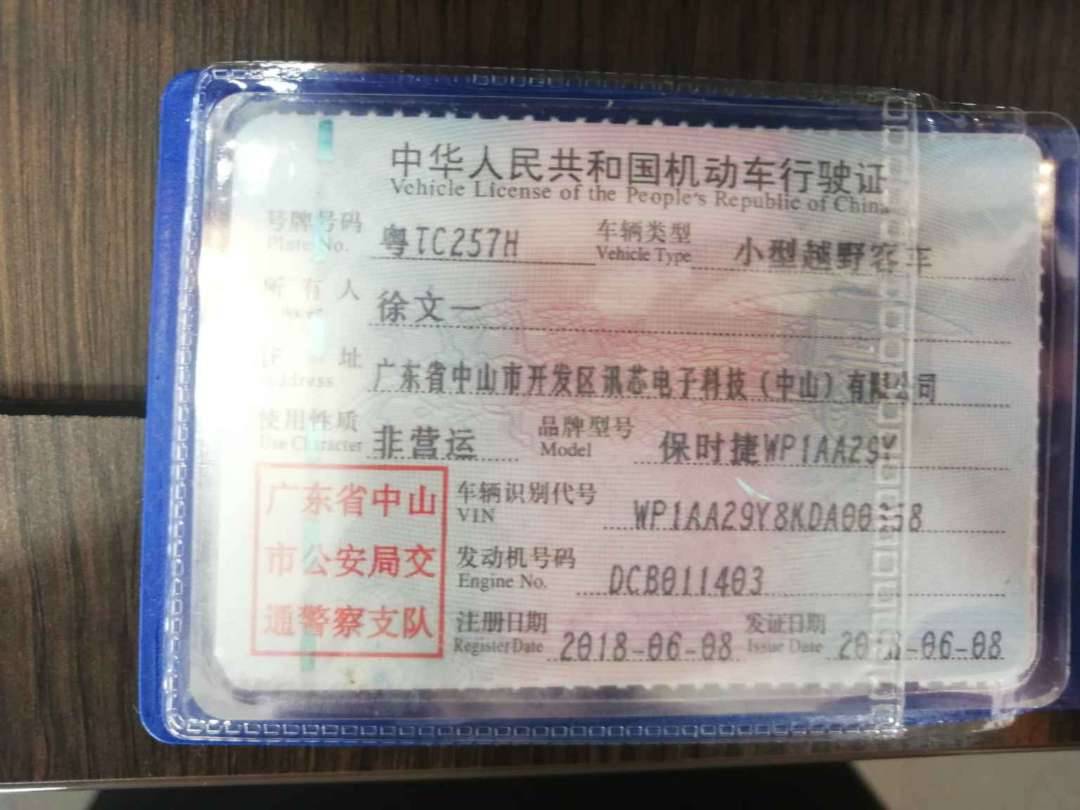 中华人民共和国机动车行驶证
Vehicle License of the People's Republic of China
号牌号码 粤TC257H 车辆类型 小型越野客车
Plate No. Vehicle Type
所有人 徐文一
住址 广东省中山市开发区讯芯电子科技（中山）有限公司
Address
使用性质 非营运 品牌型号 保时捷WP1AA29Y
Use Character Model
广东省中山
市公安局交
通警察支队
车辆识别代号
VIN
发动机号码 DCB011403
Engine No.
注册日期 2018-06-08 发证日期 2018-06-08
Register Date Issue Date